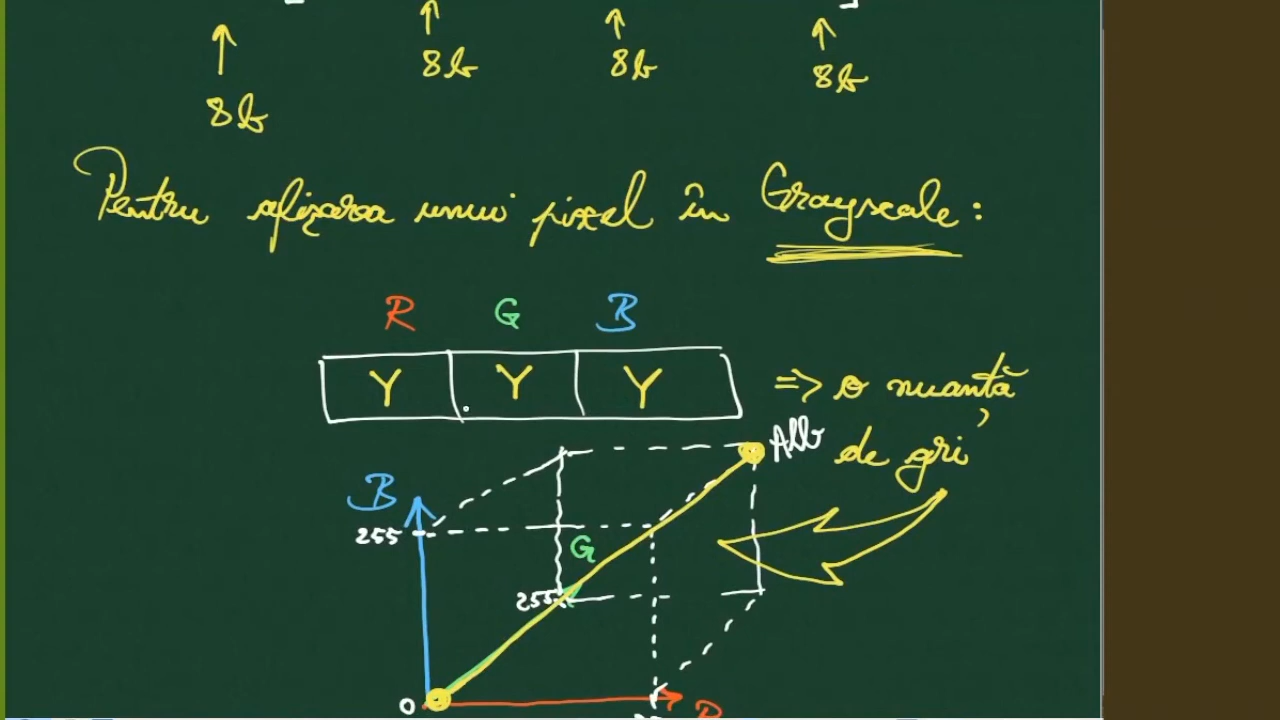 8b 8b 8b 8b
Pentru afișarea unui pixel în Grayscale:
R G B
Y Y Y => o nuanță
de gri
Alb
B
255
G
255
0
R